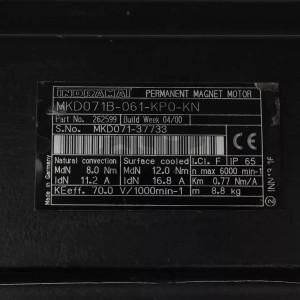 INDRAMAT PERMANENT MAGNET MOTOR
MKD071B-061-KP0-KN
Part No. 262599 Build Week 04/00
S.No. MKD071-37733
CE
Natural convection Surface cooled I.Cl. F IP 65
MdN 8.0 Nm MdN 12.0 Nm n max 6000 min-1
IdN 11.2 A IdN 16.8 A Km 0.77 Nm/A
KEeff. 70.0 V/1000min-1 m 8.8 kg
Made in Germany